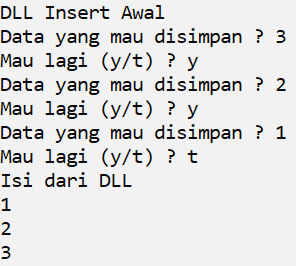 DLL Insert Awal
Data yang mau disimpan ? 3
Mau lagi (y/t) ? y
Data yang mau disimpan ? 2
Mau lagi (y/t) ? y
Data yang mau disimpan ? 1
Mau lagi (y/t) ? t
Isi dari DLL
1
2
3